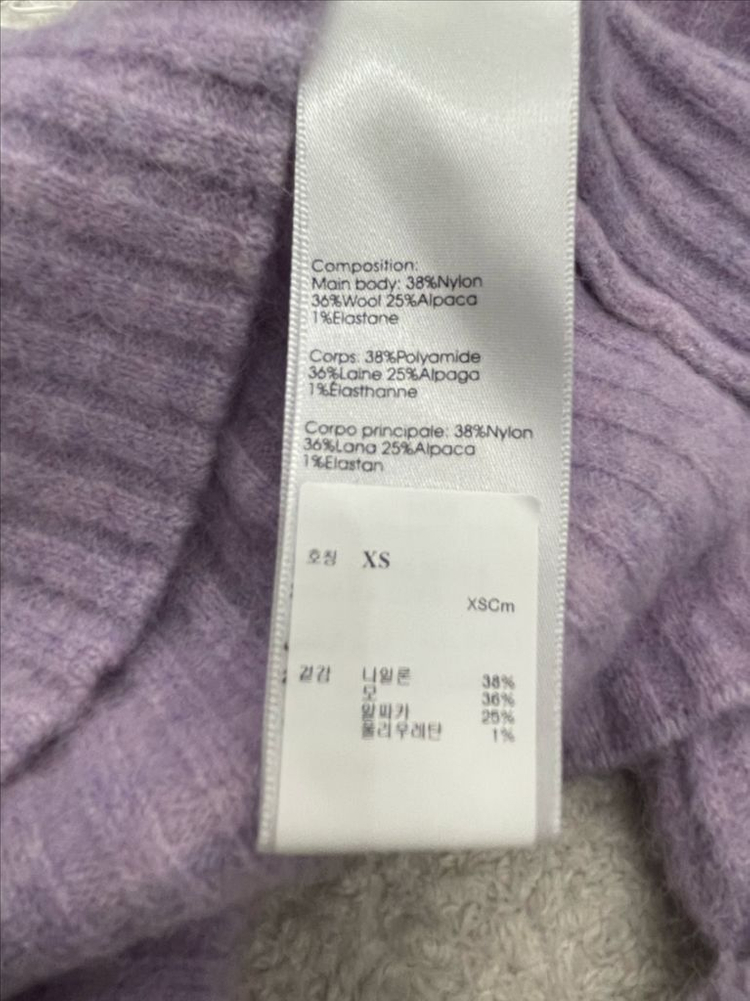 Composition:
Main body: 38%Nylon
36%Wool 25%Alpaca
1%Elastane
Corps: 38%Polyamide
36%Laine 25%Alpaga
1%Élasthanne
Corpo principale: 38%Nylon
36%Lana 25%Alpaca
1%Elastan
호칭 XS
XSCm
겉감 나일론 38%
모 36%
알파카 25%
폴리우레탄 1%